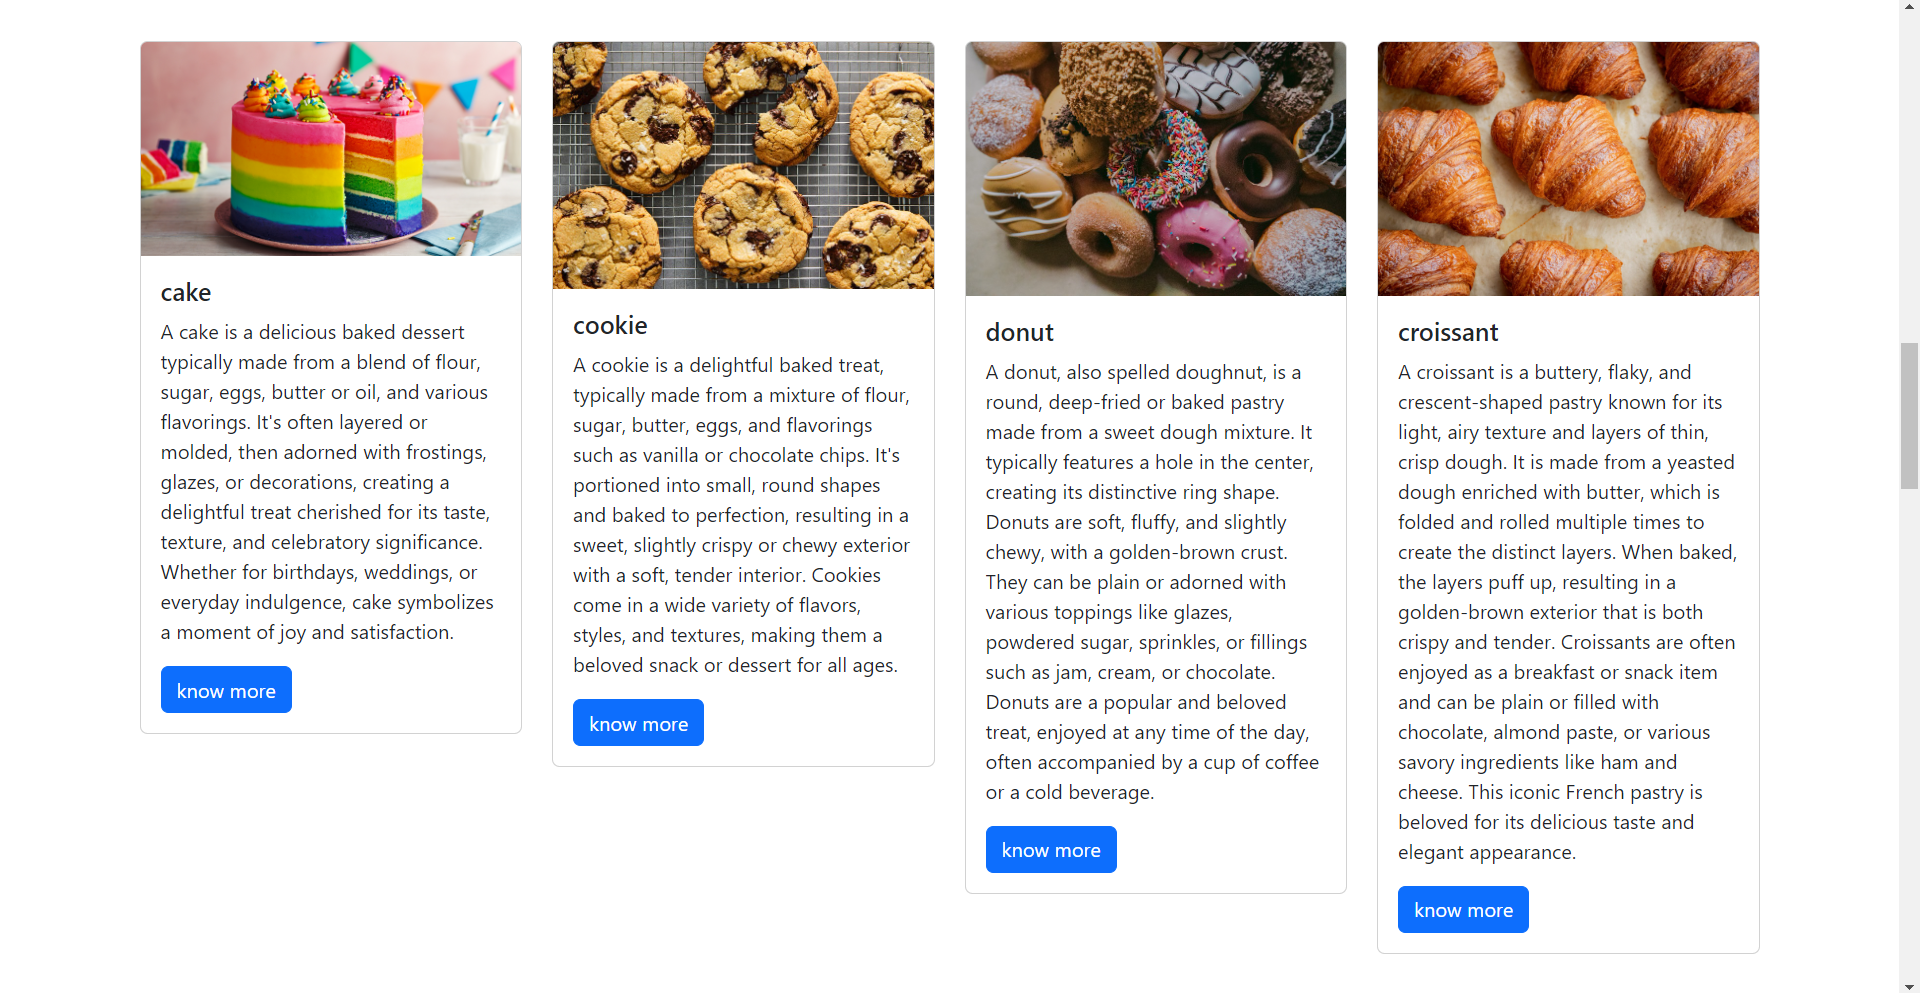 cake
A cake is a delicious baked dessert
typically made from a blend of flour,
sugar, eggs, butter or oil, and various
flavorings. It's often layered or
molded, then adorned with frostings,
glazes, or decorations, creating a
delightful treat cherished for its taste,
texture, and celebratory significance.
Whether for birthdays, weddings, or
everyday indulgence, cake symbolizes
a moment of joy and satisfaction.
know more
cookie
A cookie is a delightful baked treat,
typically made from a mixture of flour,
sugar, butter, eggs, and flavorings
such as vanilla or chocolate chips. It's
portioned into small, round shapes
and baked to perfection, resulting in a
sweet, slightly crispy or chewy exterior
with a soft, tender interior. Cookies
come in a wide variety of flavors,
styles, and textures, making them a
beloved snack or dessert for all ages.
know more
donut
A donut, also spelled doughnut, is a
round, deep-fried or baked pastry
made from a sweet dough mixture. It
typically features a hole in the center,
creating its distinctive ring shape.
Donuts are soft, fluffy, and slightly
chewy, with a golden-brown crust.
They can be plain or adorned with
various toppings like glazes,
powdered sugar, sprinkles, or fillings
such as jam, cream, or chocolate.
Donuts are a popular and beloved
treat, enjoyed at any time of the day,
often accompanied by a cup of coffee
or a cold beverage.
know more
croissant
A croissant is a buttery, flaky, and
crescent-shaped pastry known for its
light, airy texture and layers of thin,
crisp dough. It is made from a yeasted
dough enriched with butter, which is
folded and rolled multiple times to
create the distinct layers. When baked,
the layers puff up, resulting in a
golden-brown exterior that is both
crispy and tender. Croissants are often
enjoyed as a breakfast or snack item
and can be plain or filled with
chocolate, almond paste, or various
savory ingredients like ham and
cheese. This iconic French pastry is
beloved for its delicious taste and
elegant appearance.
know more